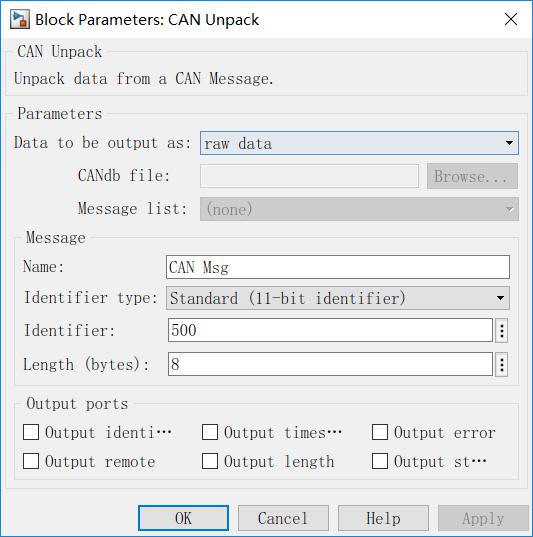 Block Parameters: CAN Unpack
CAN Unpack
Unpack data from a CAN Message.
Parameters
Data to be output as: raw data
CANdb file: Browse...
Message list: (none)
Message
Name: CAN Msg
Identifier type: Standard (11-bit identifier)
Identifier: 500
Length (bytes): 8
Output ports
Output identi… Output times… Output error
Output remote Output length Output st…
OK Cancel Help Apply